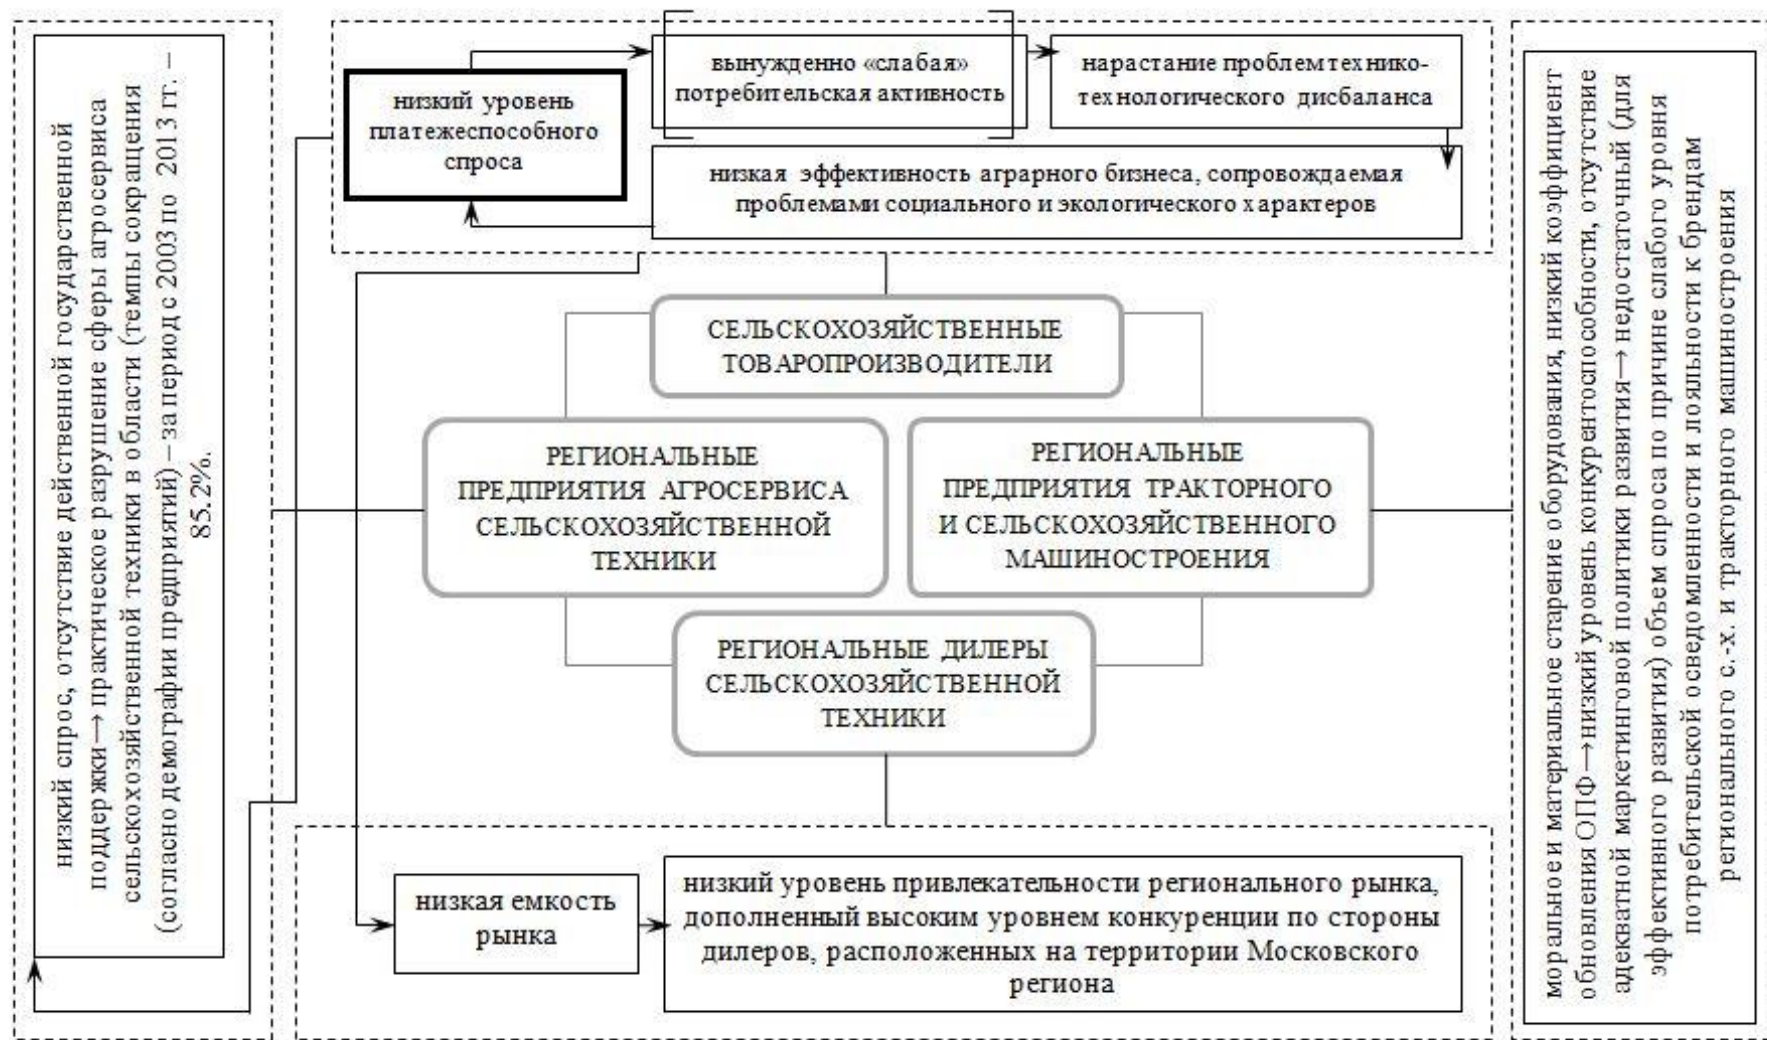 низкий спрос, отсутствие действенной государственной
поддержки→ практическое разрушение сферы агросервиса
сельскохозяйственной техники в области (темпы сокращения
(согласно демографии предприятий) – за период с 2003 по 2013 гг. –
85.2%.
низкий уровень
платежеспособного
спроса
вынужденно «слабая»
потребительская активность
нарастание проблем технико-
технологического дисбаланса
низкая эффективность аграрного бизнеса, сопровождаемая
проблемами социального и экологического характеров
СЕЛЬСКОХОЗЯЙСТВЕННЫЕ
ТОВАРОПРОИЗВОДИТЕЛИ
РЕГИОНАЛЬНЫЕ
ПРЕДПРИЯТИЯ АГРОСЕРВИСА
СЕЛЬСКОХОЗЯЙСТВЕННОЙ
ТЕХНИКИ
РЕГИОНАЛЬНЫЕ
ПРЕДПРИЯТИЯ ТРАКТОРНОГО
И СЕЛЬСКОХОЗЯЙСТВЕННОГО
МАШИНОСТРОЕНИЯ
РЕГИОНАЛЬНЫЕ ДИЛЕРЫ
СЕЛЬСКОХОЗЯЙСТВЕННОЙ
ТЕХНИКИ
низкая емкость
рынка
низкий уровень привлекательности регионального рынка,
дополненный высоким уровнем конкуренции по стороны
дилеров, расположенных на территории Московского
региона
моральное и материальное старение оборудования, низкий коэффициент
обновления ОПФ→низкий уровень конкурентоспособности, отсутствие
адекватной маркетинговой политики развития→ недостаточный (для
эффективного развития) объем спроса по причине слабого уровня
потребительской осведомленности и лояльности к брендам
регионального с.-х. и тракторного машиностроения